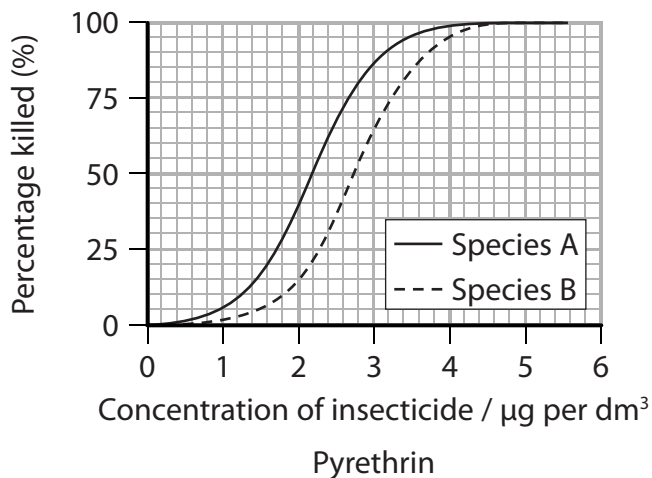 Percentage killed (%)
100
75
50
25
0
0 1 2 3 4 5 6
Species A
Species B
Concentration of insecticide / µg per dm³
Pyrethrin